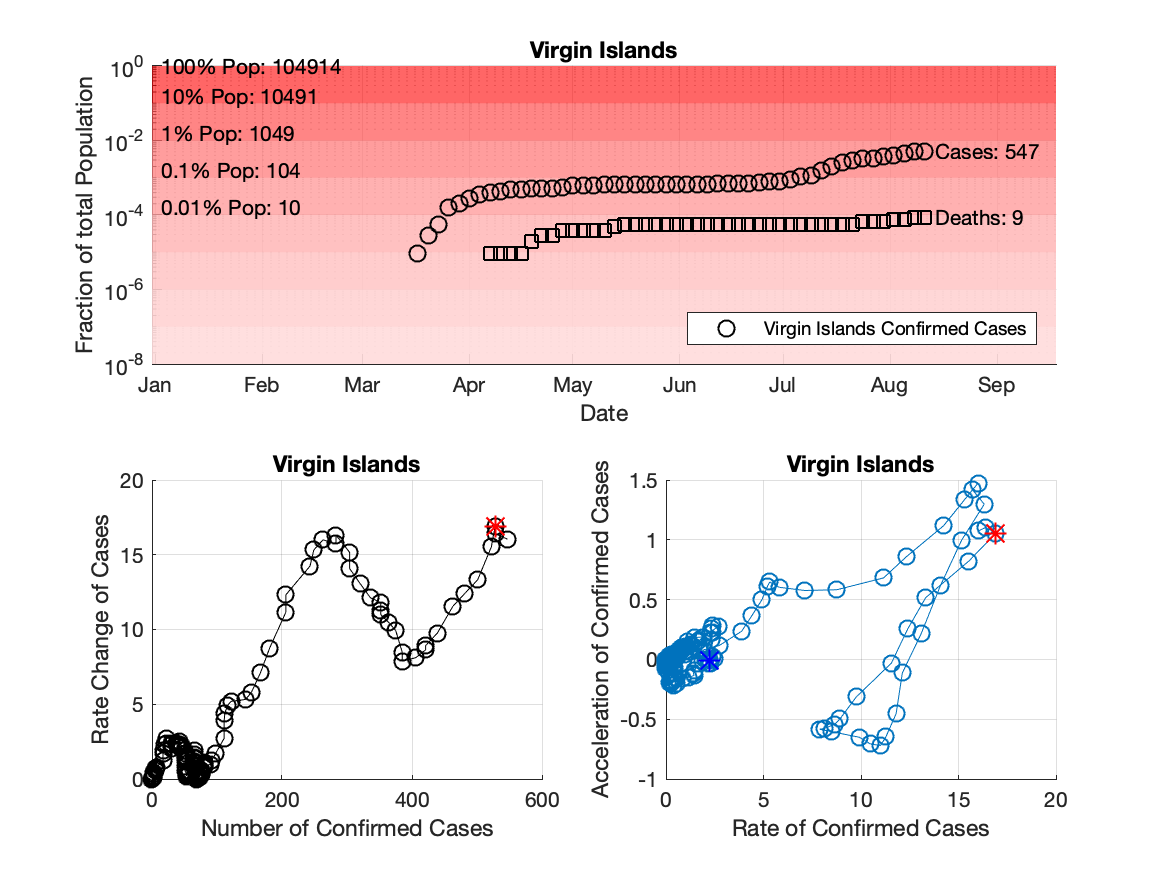 Virgin Islands
Fraction of total Population
10^0
10^-2
10^-4
10^-6
10^-8
100% Pop: 104914
10% Pop: 10491
1% Pop: 1049
0.1% Pop: 104
0.01% Pop: 10
Cases: 547
Deaths: 9
Virgin Islands Confirmed Cases
Jan Feb Mar Apr May Jun Jul Aug Sep
Date
Virgin Islands
Rate Change of Cases
20
15
10
5
0
0 200 400 600
Number of Confirmed Cases
Virgin Islands
Acceleration of Confirmed Cases
1.5
1
0.5
0
-0.5
-1
0 5 10 15 20
Rate of Confirmed Cases